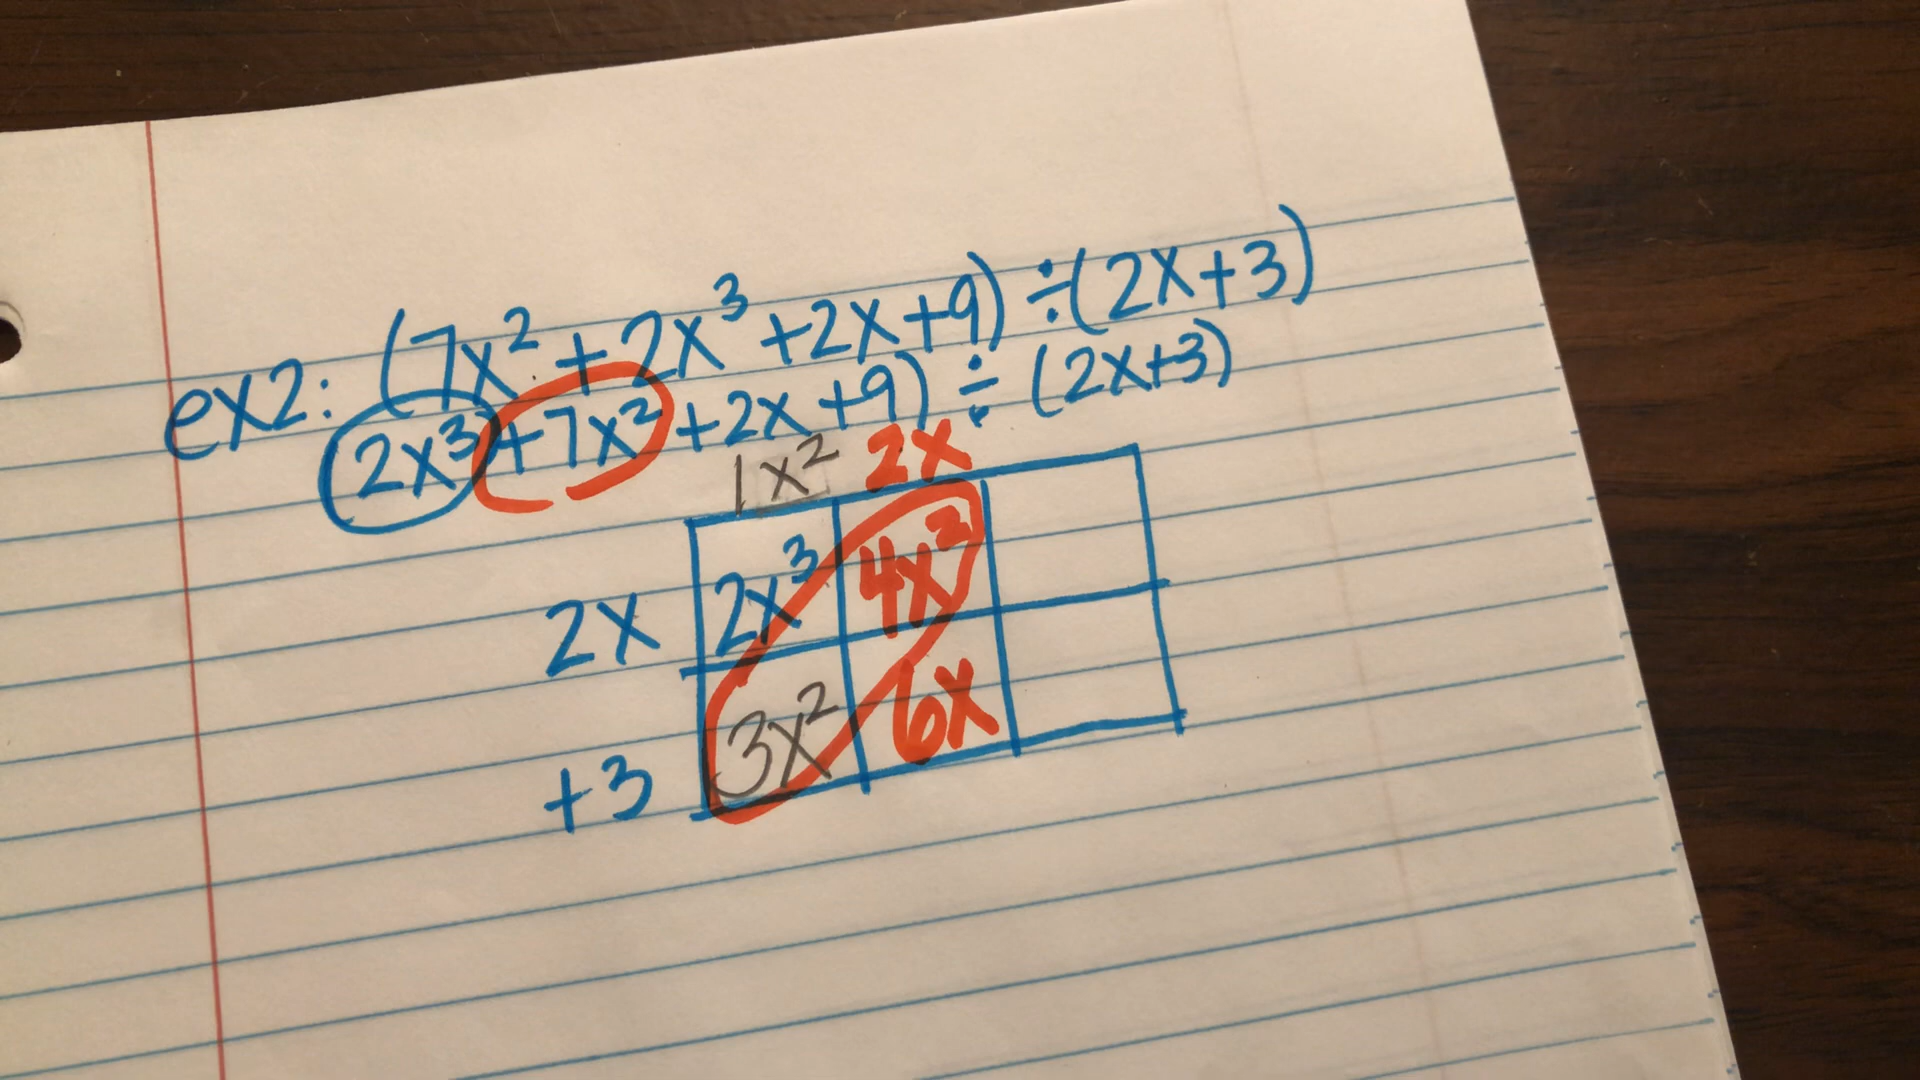 ex2: (7x² + 2x³ +2x+9) ÷(2x+3)
2x³ +7x² +2x +9) ÷ (2x+3)
1x² 2x
2x 2x³ 4x²
+3 3x² 6x